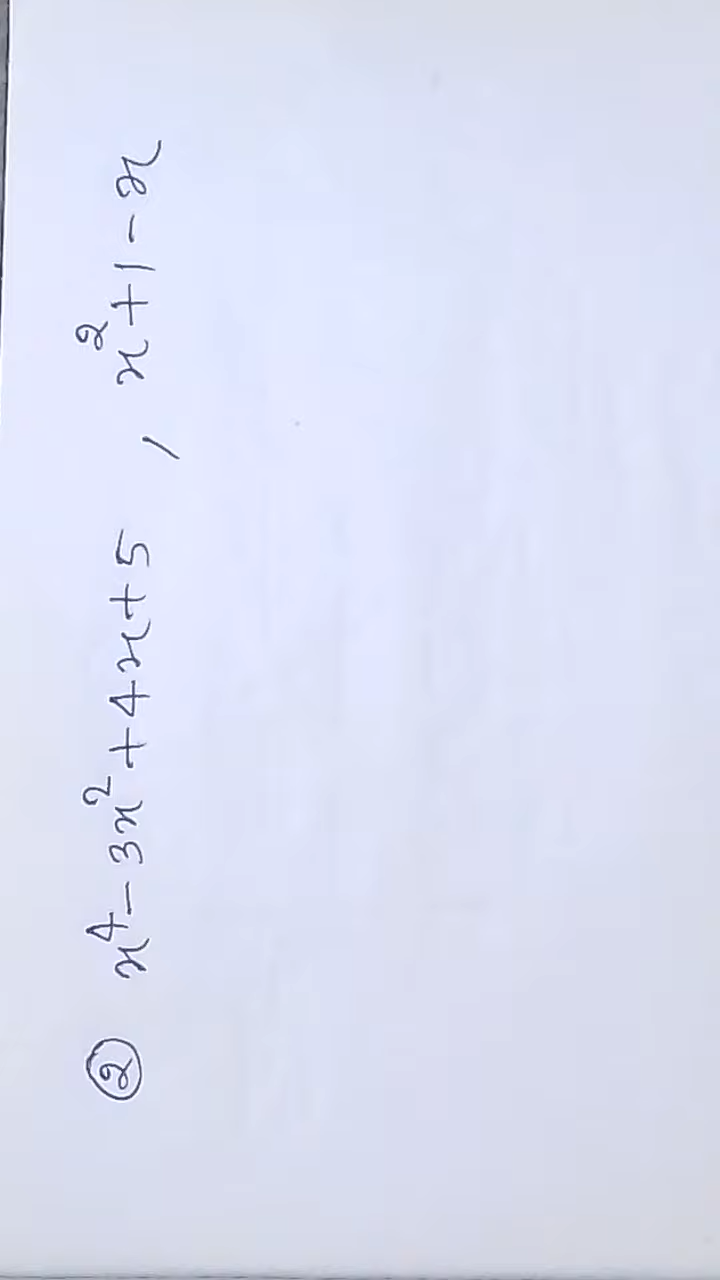 ② x⁴ - 3x² + 4x + 5 , x² + 1 - x